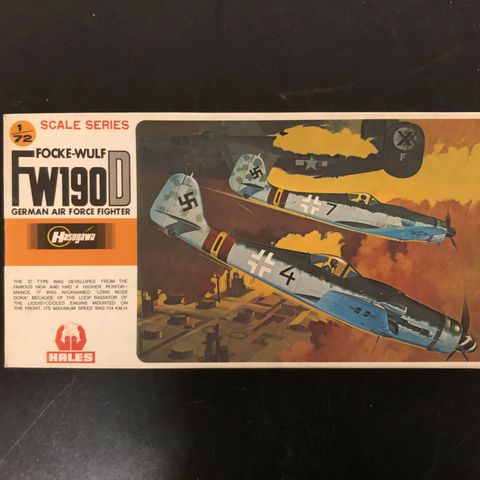 1/72
SCALE SERIES
FOCKE-WULF
FW190D
GERMAN AIR FORCE FIGHTER
Hasegawa
THE 'D' TYPE WAS DEVELOPED FROM THE
FAMOUS 190A AND HAD A HIGHER PERFOR-
MANCE. IT WAS NICKNAMED "LONG NOSE
DORA" BECAUSE OF THE LOOP RADIATOR OF
THE LIQUID-COOLED ENGINE MOUNTED ON
THE FRONT. ITS MAXIMUM SPEED WAS 704 KM.H.
HALES
F
7
4